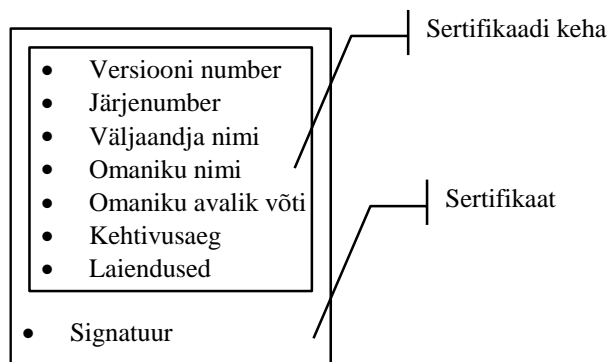 Sertifikaadi keha
• Versiooni number
• Järjenumber
• Väljaandja nimi
• Omaniku nimi
• Omaniku avalik võti
• Kehtivusaeg
• Laiendused
Sertifikaat
• Signatuur